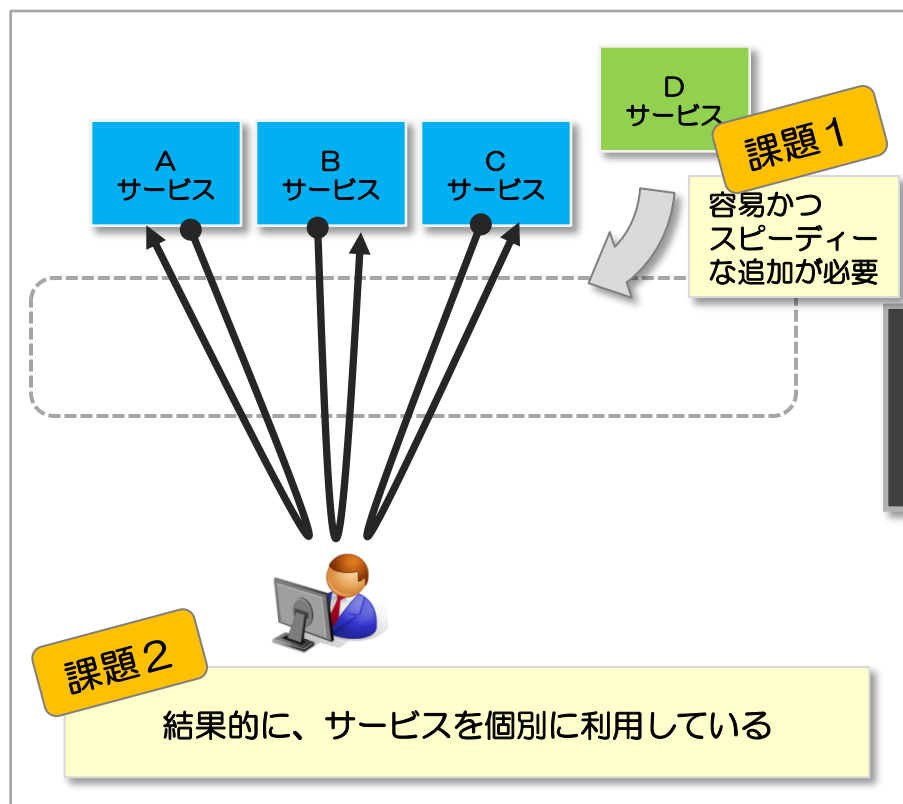 D
サービス
課題1
A
サービス
B
サービス
C
サービス
容易かつ
スピーディー
な追加が必要
課題2
結果的に、サービスを個別に利用している